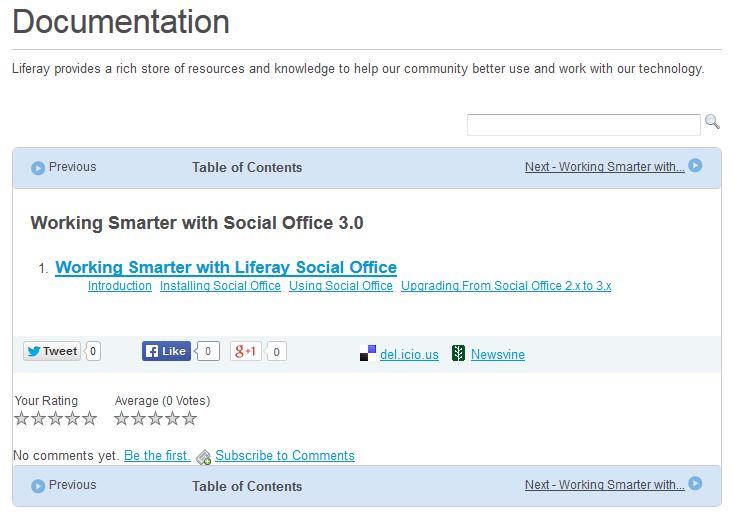 Documentation
Liferay provides a rich store of resources and knowledge to help our community better use and work with our technology.
Previous Table of Contents Next - Working Smarter with...
Working Smarter with Social Office 3.0
1. Working Smarter with Liferay Social Office
Introduction Installing Social Office Using Social Office Upgrading From Social Office 2.x to 3.x
Tweet 0 Like 0 g+1 0 del.icio.us Newsvine
Your Rating Average (0 Votes)
No comments yet. Be the first. Subscribe to Comments
Previous Table of Contents Next - Working Smarter with...